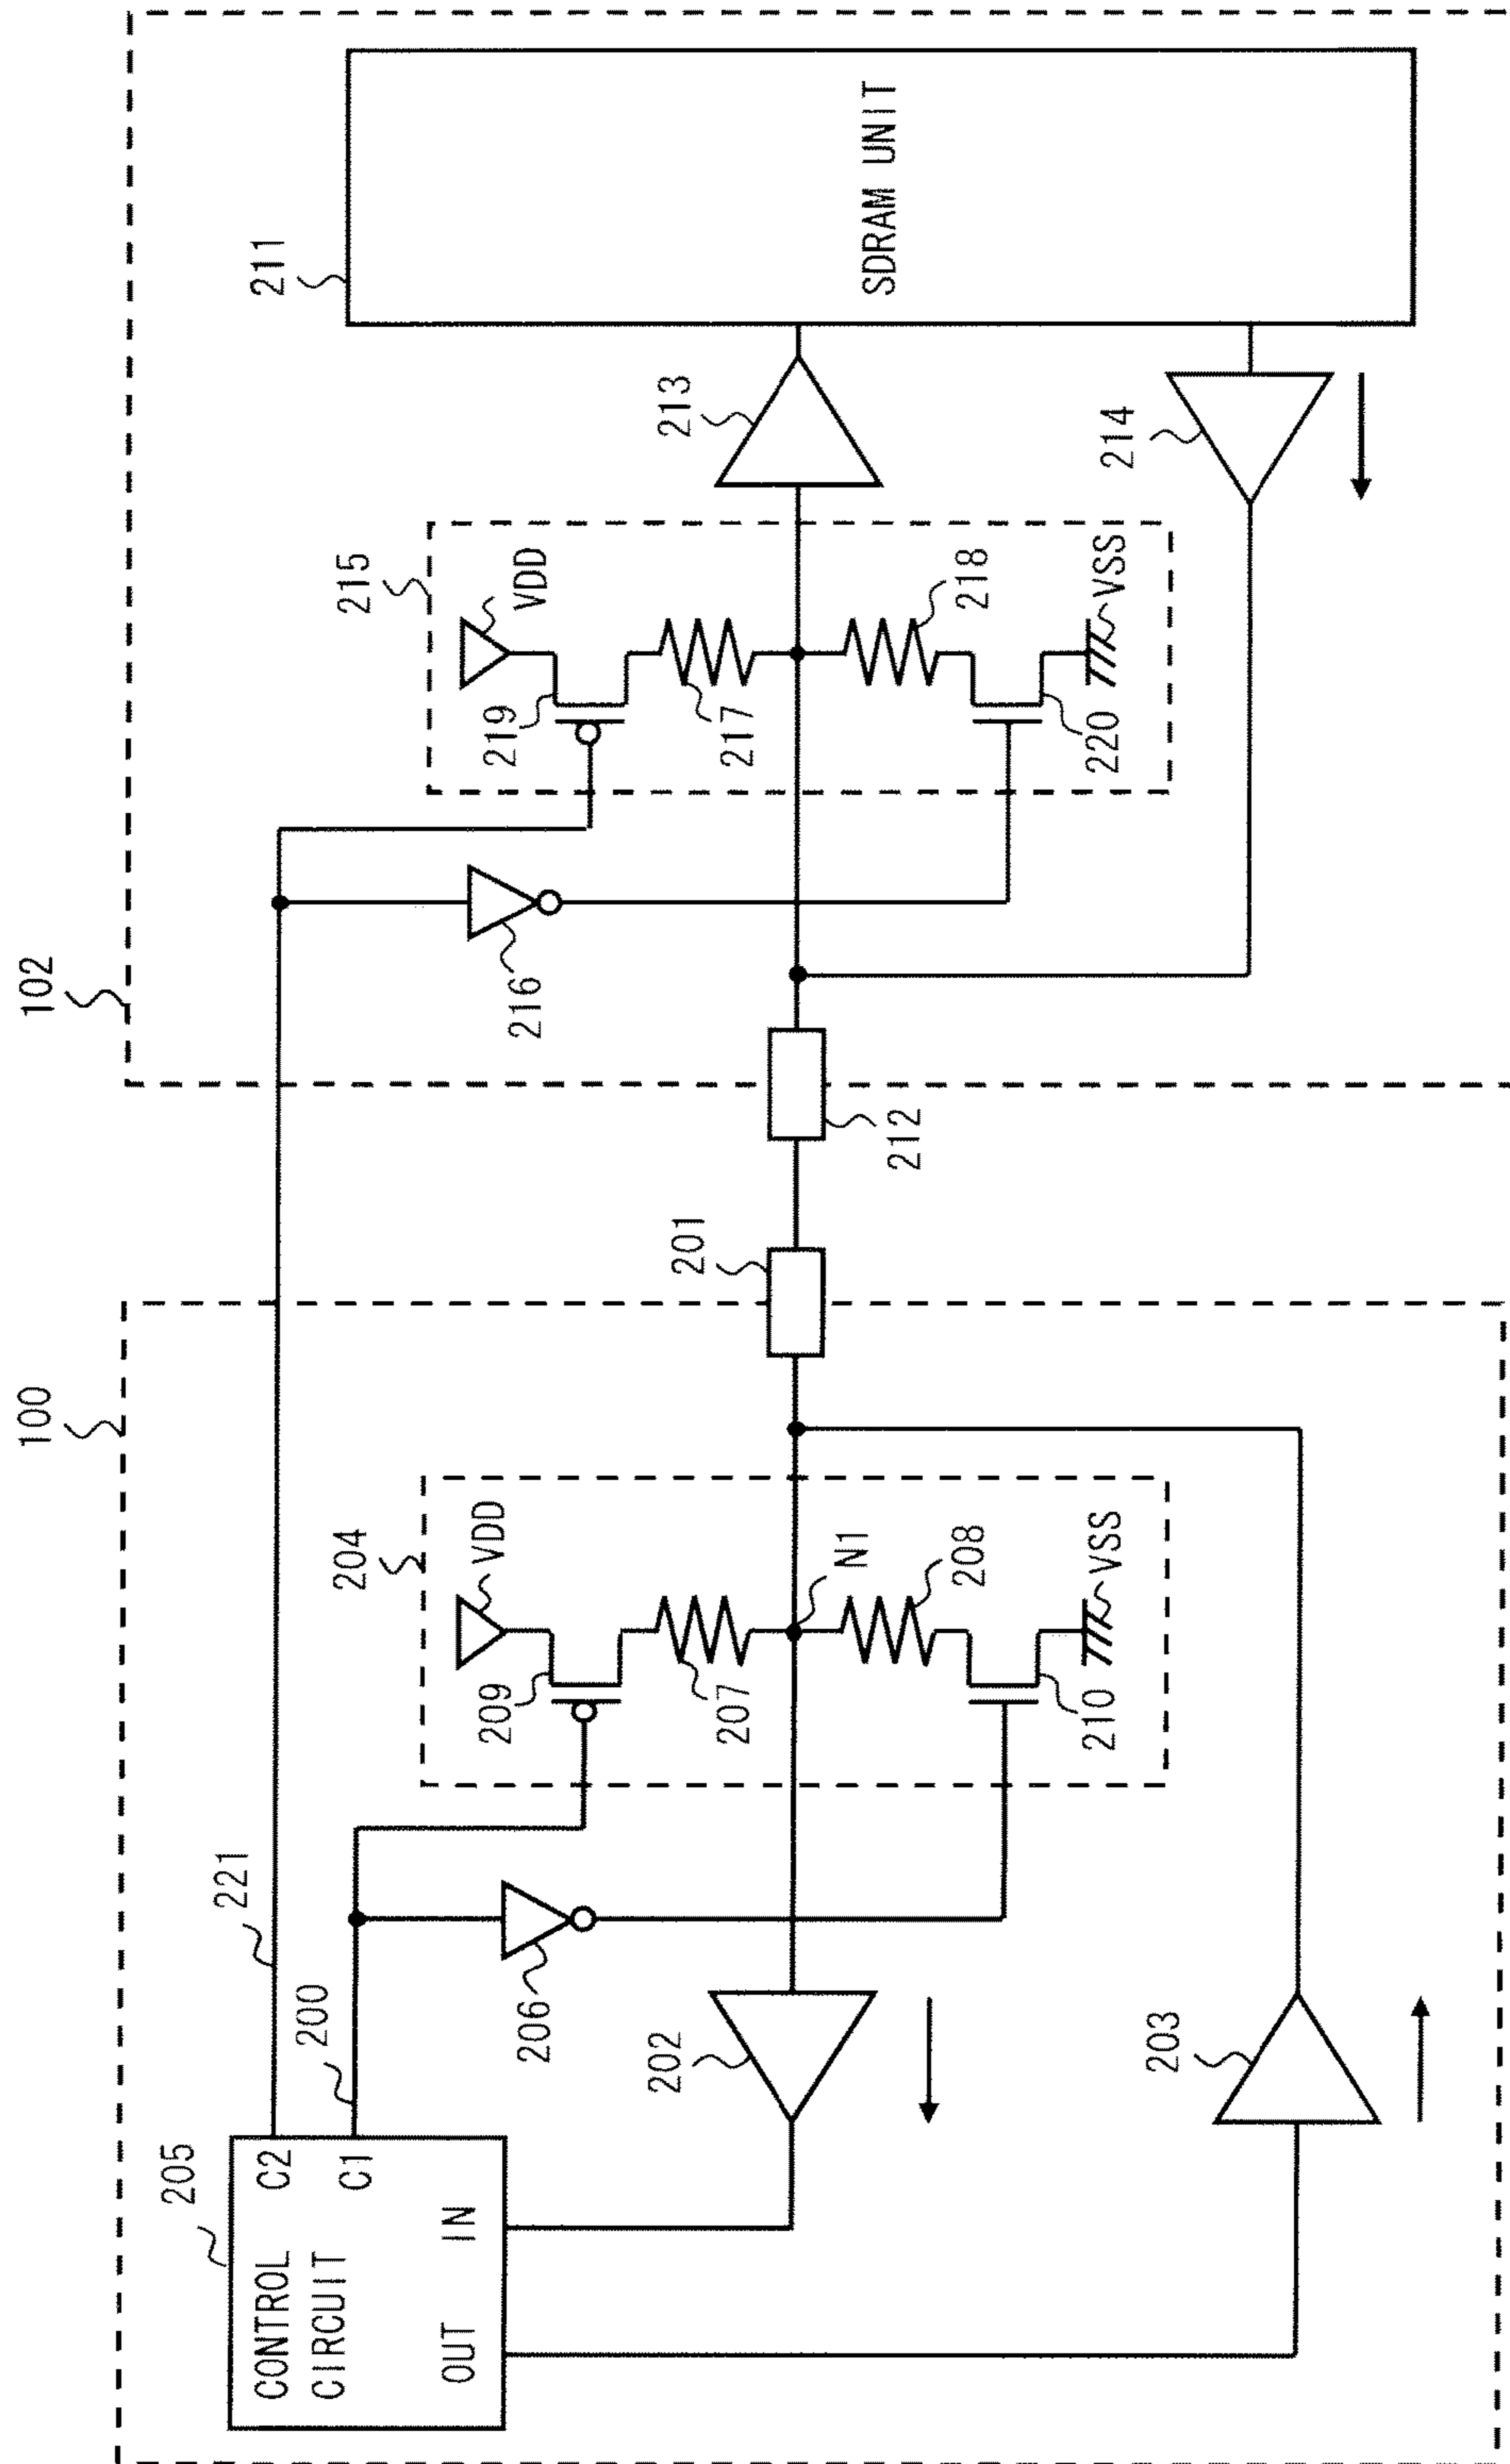 100
102
221
200
205
C2
C1
CONTROL
CIRCUIT
OUT
IN
206
202
203
204
VDD
209
207
N1
208
210
VSS
201
212
216
215
VDD
219
217
218
220
VSS
213
214
211
SDRAM UNIT